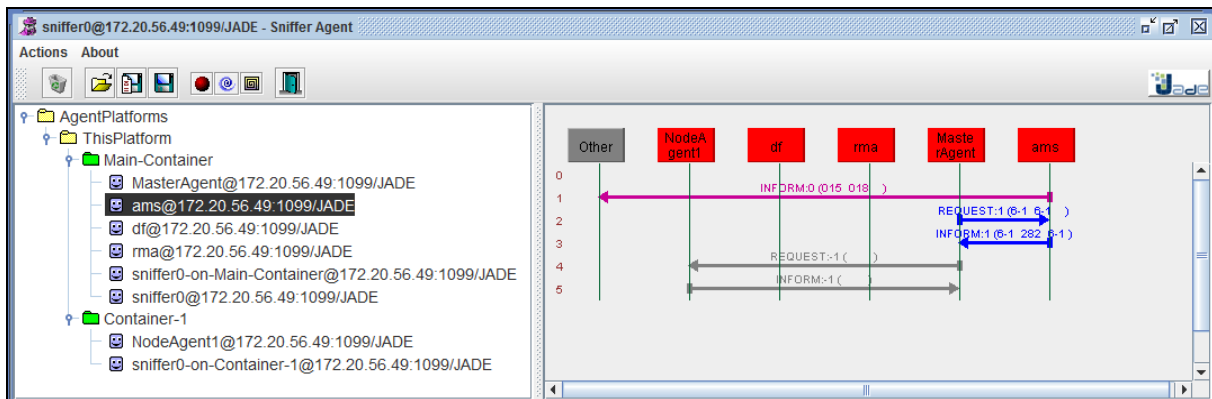 sniffer0@172.20.56.49:1099/JADE - Sniffer Agent
Actions About
Jade
AgentPlatforms
ThisPlatform
Main-Container
MasterAgent@172.20.56.49:1099/JADE
ams@172.20.56.49:1099/JADE
df@172.20.56.49:1099/JADE
rma@172.20.56.49:1099/JADE
sniffer0-on-Main-Container@172.20.56.49:1099/JADE
sniffer0@172.20.56.49:1099/JADE
Container-1
NodeAgent1@172.20.56.49:1099/JADE
sniffer0-on-Container-1@172.20.56.49:1099/JADE
Other
NodeA
gent1
df
rma
Maste
rAgent
ams
0
INFORM:0 (015 018 )
1
REQUEST:1 (6-1 6-1 )
2
INFORM:1 (6-1 282 6-1 )
3
REQUEST:-1 ( )
4
INFORM:-1 ( )
5